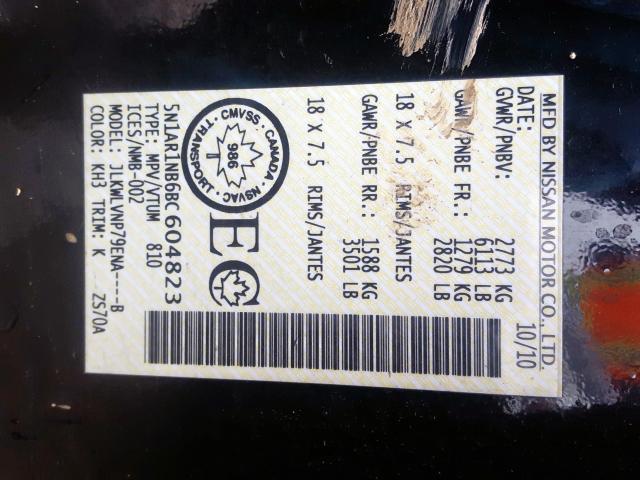 MFD BY NISSAN MOTOR CO., LTD.
DATE: 10/10
GVWR/PNBV: 2773 KG
6113 LB
GAWR/PNBE FR.: 1279 KG
2820 LB
18 X 7.5 RIMS/JANTES
GAWR/PNBE RR.: 1588 KG
3501 LB
18 X 7.5 RIMS/JANTES
CMVSS · CANADA · NSVAC · TRANSPORT ·
986
T
EC
5N1AR1NB6BC604823
TYPE: MPV/VTUM 810
ICES/NMB-002
MODEL: JLKWLVNP79ENA----B
COLOR: KH3 TRIM: K Z570A